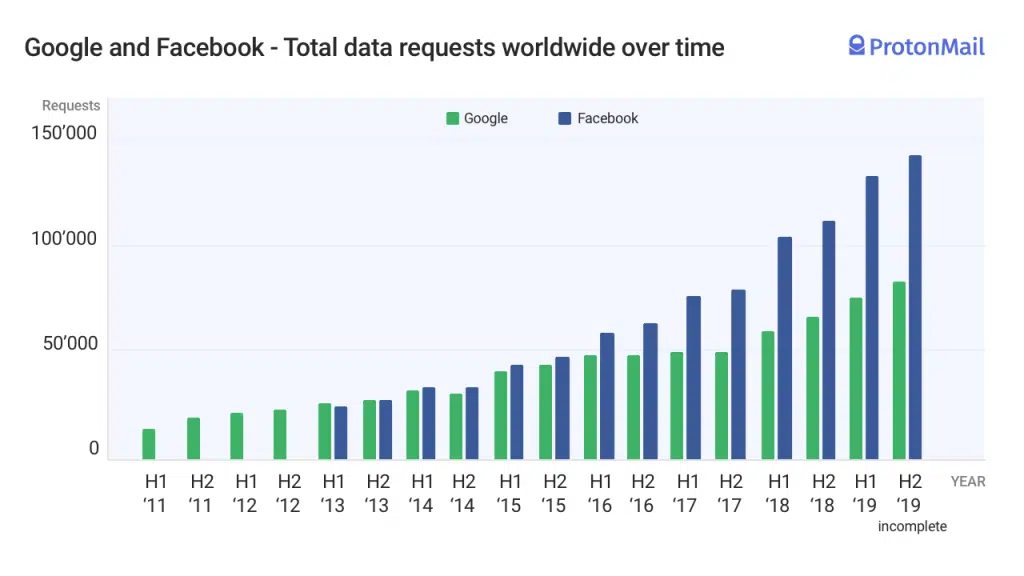 Google and Facebook - Total data requests worldwide over time
ProtonMail
Requests
Google Facebook
150’000
100’000
50’000
0
H1 H2 H1 H2 H1 H2 H1 H2 H1 H2 H1 H2 H1 H2 H1 H2 H1 H2 YEAR
‘11 ‘11 ‘12 ‘12 ‘13 ‘13 ‘14 ‘14 ‘15 ‘15 ‘16 ‘16 ‘17 ‘17 ‘18 ‘18 ‘19 ‘19
incomplete